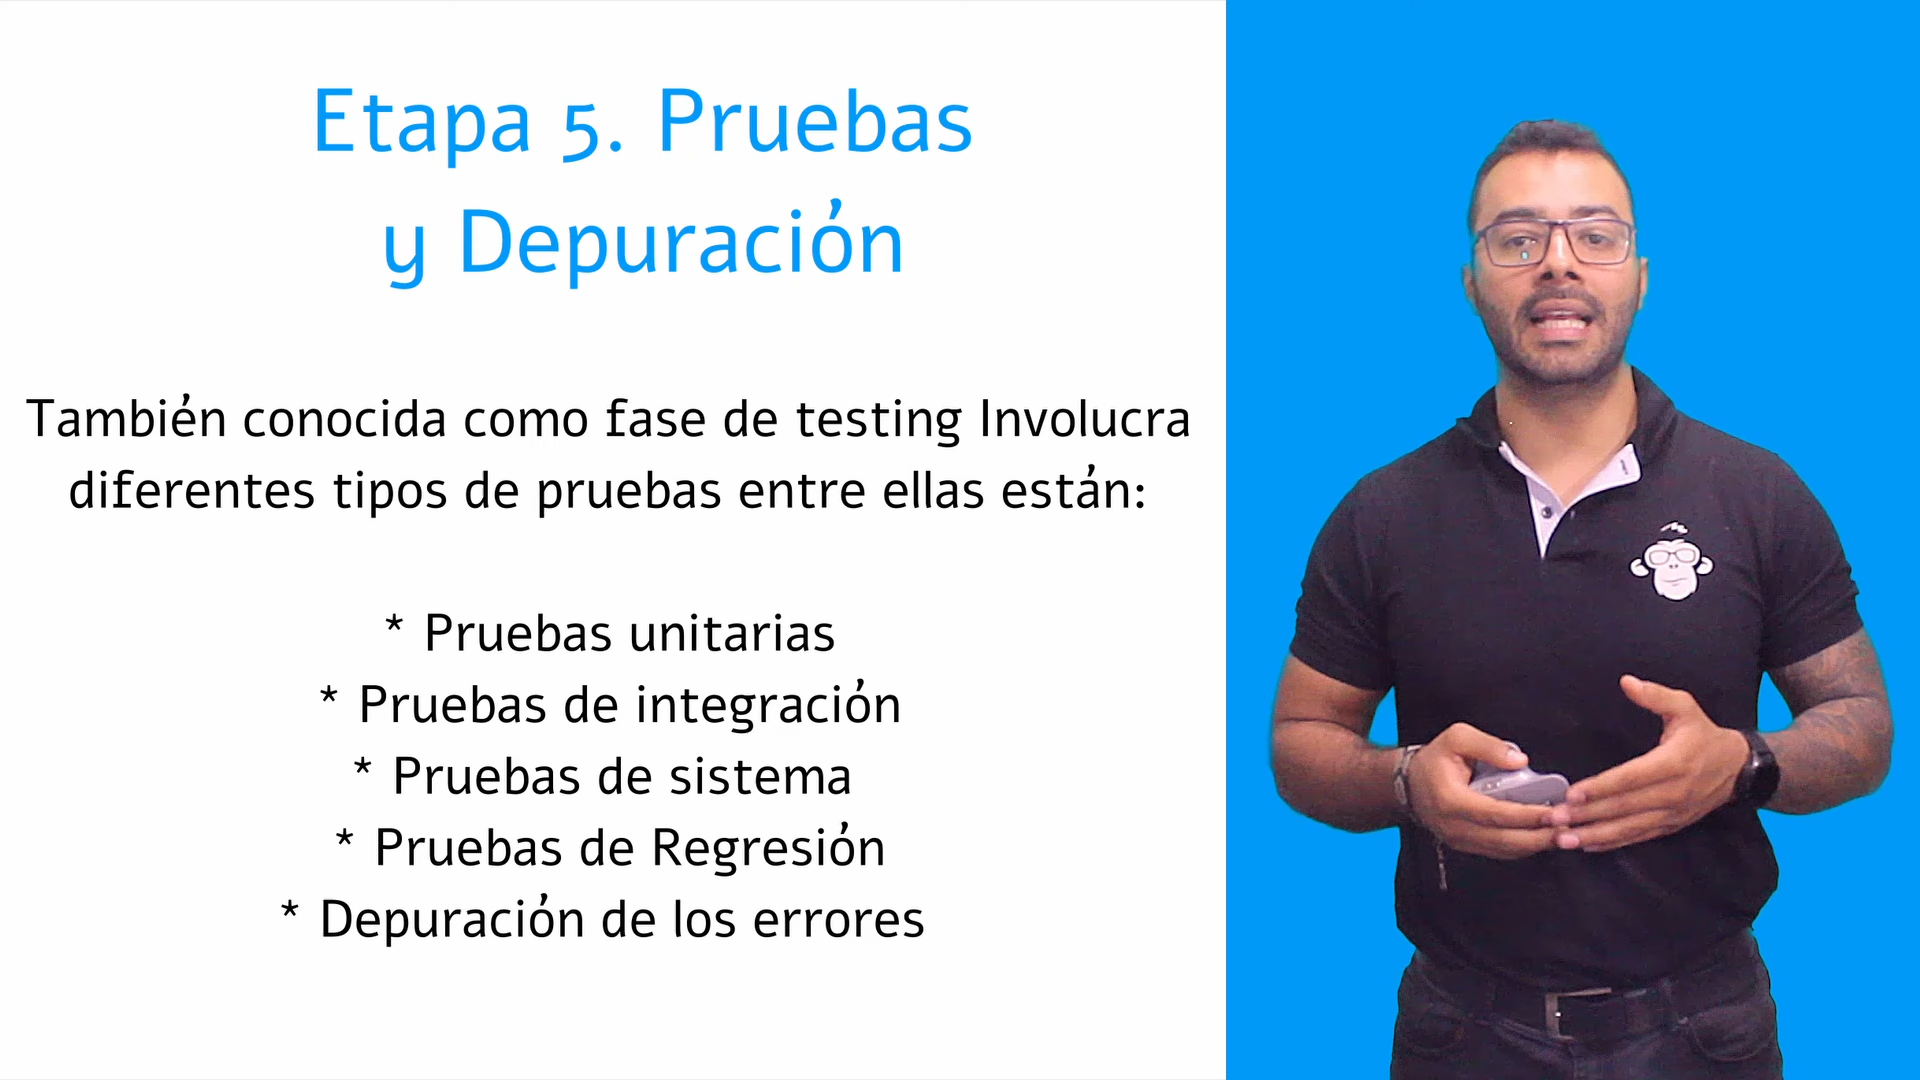 Etapa 5. Pruebas
y Depuración
También conocida como fase de testing Involucra
diferentes tipos de pruebas entre ellas están:
* Pruebas unitarias
* Pruebas de integración
* Pruebas de sistema
* Pruebas de Regresión
* Depuración de los errores